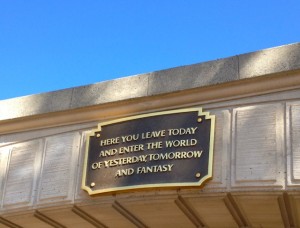 HERE YOU LEAVE TODAY
AND ENTER THE WORLD
OF YESTERDAY, TOMORROW
AND FANTASY